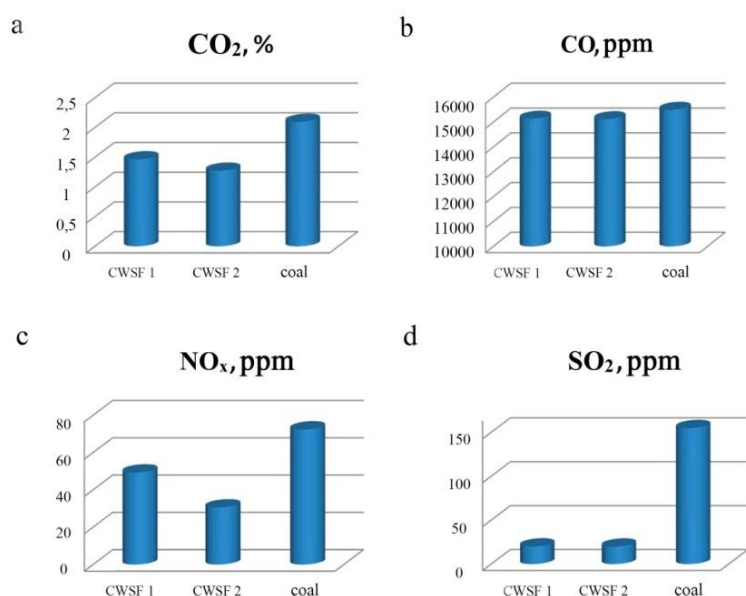 a
CO₂, %
2,5
2
1,5
1
0,5
0
CWSF 1 CWSF 2 coal
b
CO, ppm
16000
15000
14000
13000
12000
11000
10000
CWSF 1 CWSF 2 coal
c
NOₓ, ppm
80
60
40
20
0
CWSF 1 CWSF 2 coal
d
SO₂, ppm
150
100
50
0
CWSF 1 CWSF 2 coal